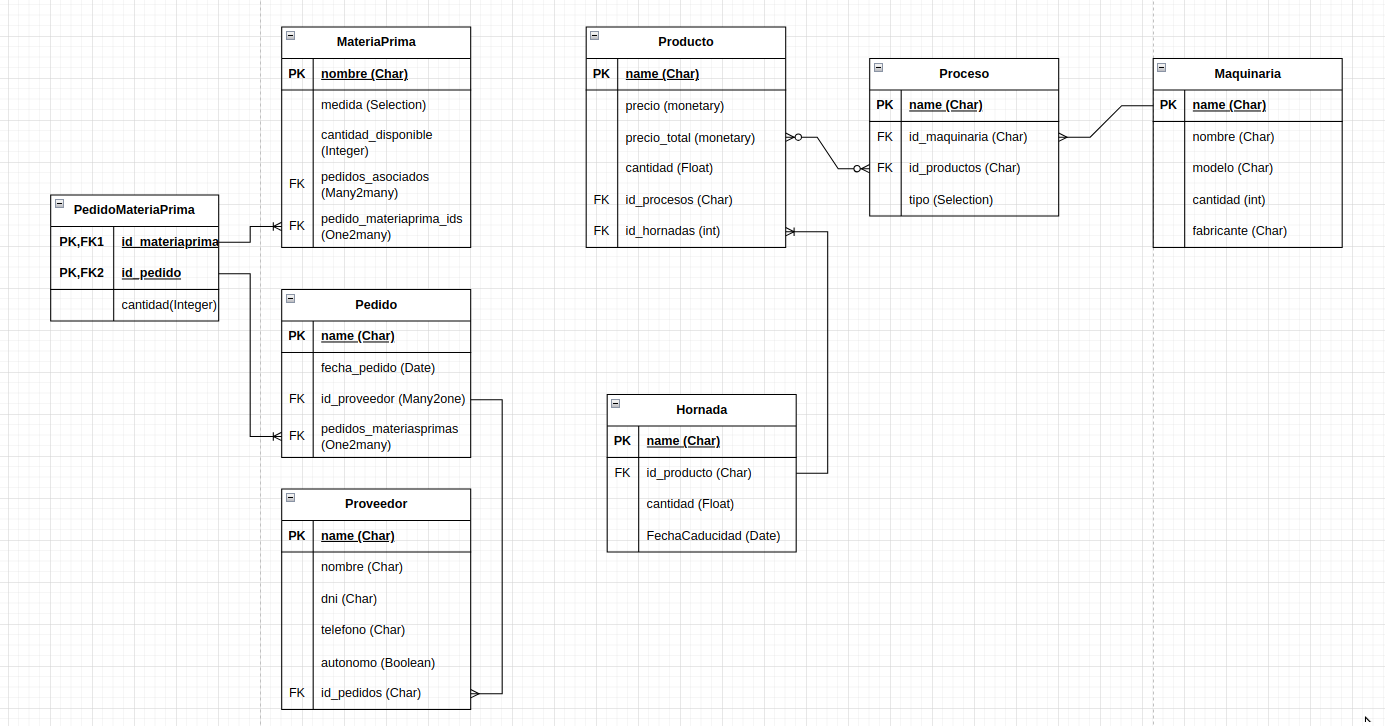 MateriaPrima
PK nombre (Char)
medida (Selection)
cantidad_disponible
(Integer)
FK pedidos_asociados
(Many2many)
FK pedido_materiaprima_ids
(One2many)
Producto
PK name (Char)
precio (monetary)
precio_total (monetary)
cantidad (Float)
FK id_procesos (Char)
FK id_hornadas (int)
Proceso
PK name (Char)
FK id_maquinaria (Char)
FK id_productos (Char)
tipo (Selection)
Maquinaria
PK name (Char)
nombre (Char)
modelo (Char)
cantidad (int)
fabricante (Char)
PedidoMateriaPrima
PK,FK1 id_materiaprima
PK,FK2 id_pedido
cantidad(Integer)
Pedido
PK name (Char)
fecha_pedido (Date)
FK id_proveedor (Many2one)
FK pedidos_materiasprimas
(One2many)
Hornada
PK name (Char)
FK id_producto (Char)
cantidad (Float)
FechaCaducidad (Date)
Proveedor
PK name (Char)
nombre (Char)
dni (Char)
telefono (Char)
autonomo (Boolean)
FK id_pedidos (Char)